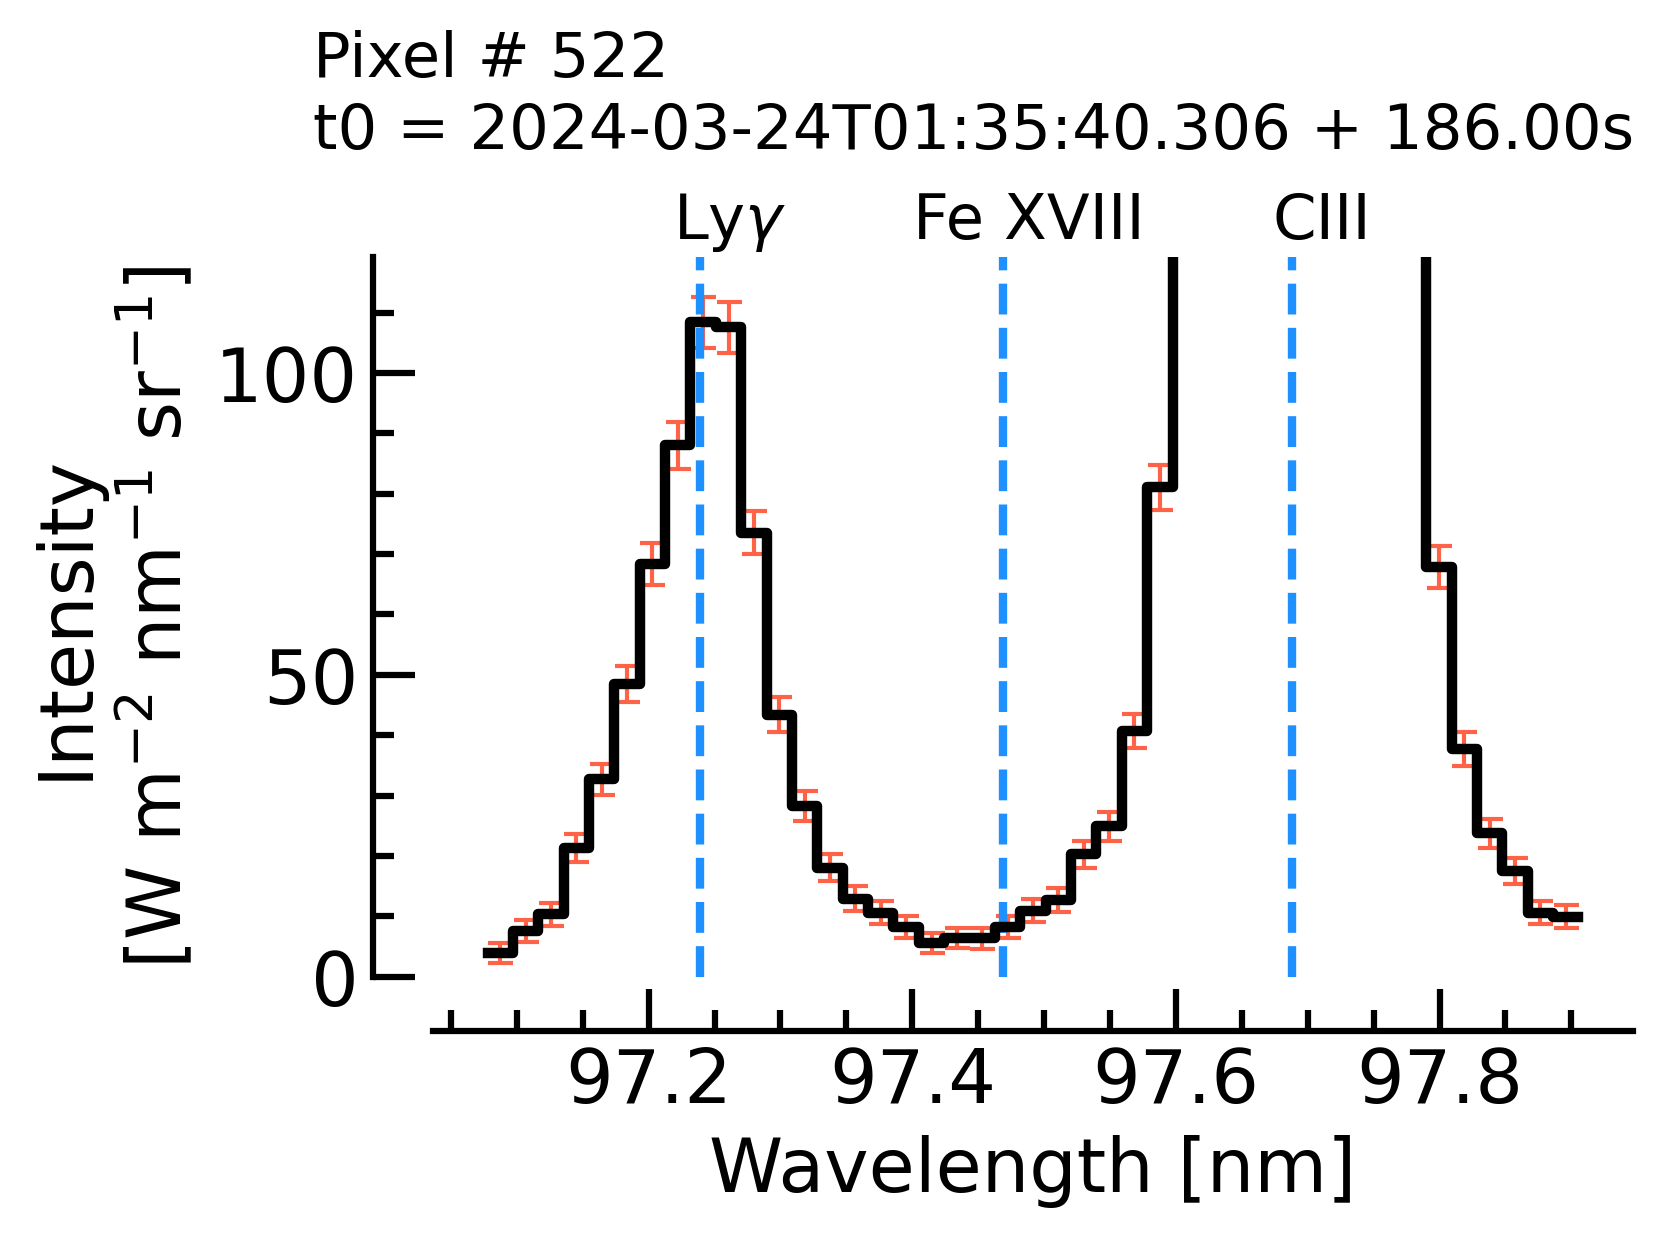 Pixel # 522
t0 = 2024-03-24T01:35:40.306 + 186.00s
Lyγ Fe XVIII CIII
Intensity
[W m⁻² nm⁻¹ sr⁻¹]
100
50
0
97.2 97.4 97.6 97.8
Wavelength [nm]